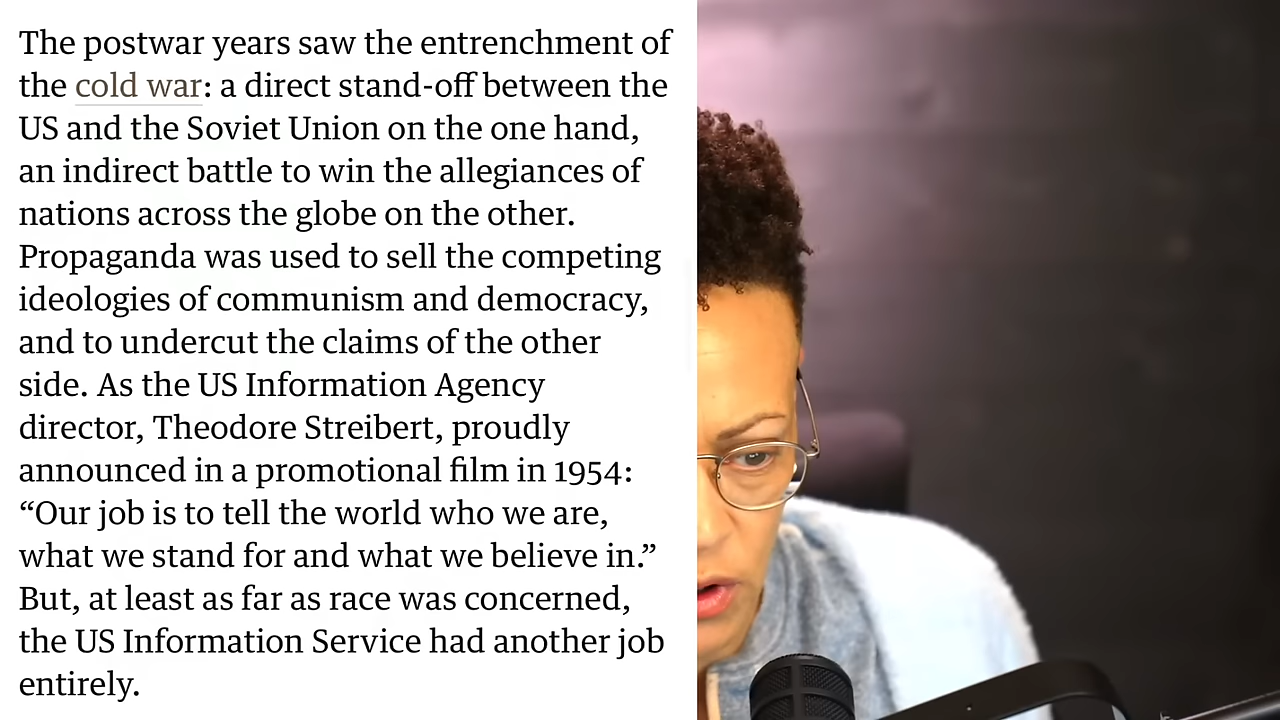 The postwar years saw the entrenchment of
the cold war: a direct stand-off between the
US and the Soviet Union on the one hand,
an indirect battle to win the allegiances of
nations across the globe on the other.
Propaganda was used to sell the competing
ideologies of communism and democracy,
and to undercut the claims of the other
side. As the US Information Agency
director, Theodore Streibert, proudly
announced in a promotional film in 1954:
“Our job is to tell the world who we are,
what we stand for and what we believe in.”
But, at least as far as race was concerned,
the US Information Service had another job
entirely.